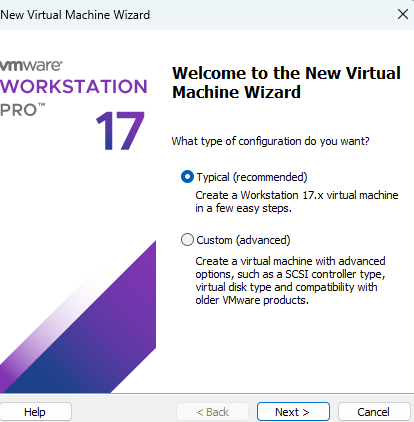 New Virtual Machine Wizard
vmware®
WORKSTATION
PRO™
17
Welcome to the New Virtual
Machine Wizard
What type of configuration do you want?
Typical (recommended)
Create a Workstation 17.x virtual machine
in a few easy steps.
Custom (advanced)
Create a virtual machine with advanced
options, such as a SCSI controller type,
virtual disk type and compatibility with
older VMware products.
Help
< Back
Next >
Cancel